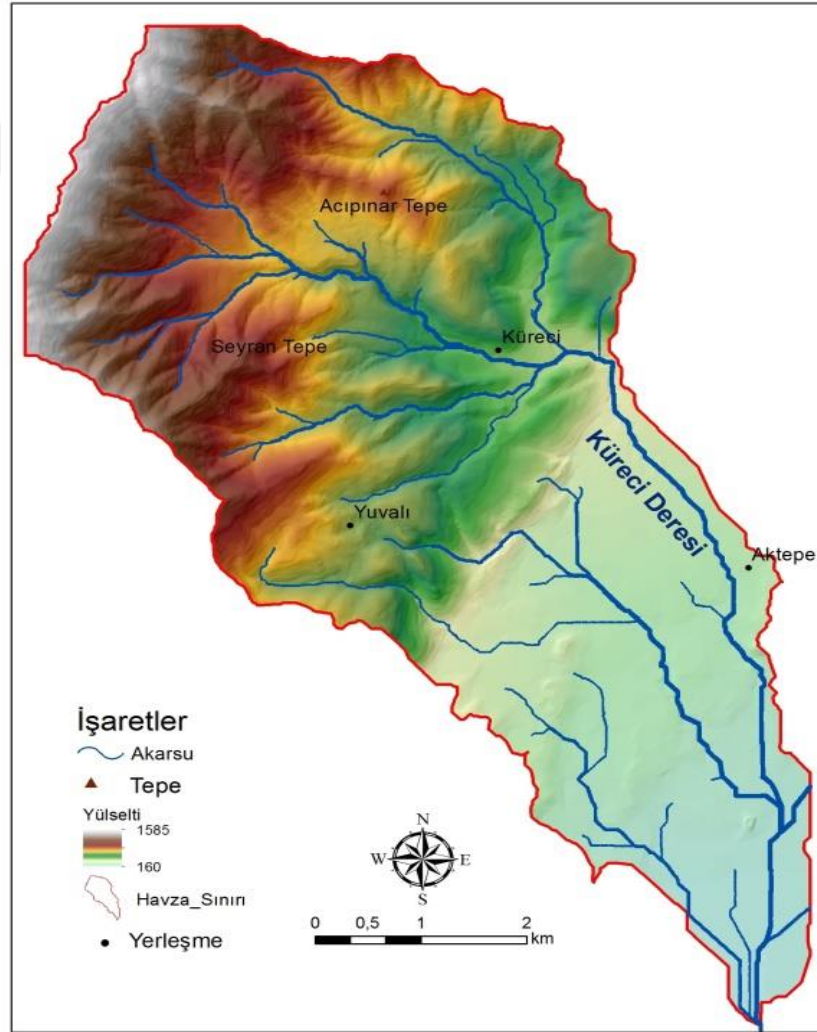 Acıpınar Tepe
Seyran Tepe
Küreci
Küreci Deresi
Yuvalı
Aktepe
İşaretler
Akarsu
Tepe
Yülselti
1585
160
Havza_Sınırı
Yerleşme
N
W
E
S
0 0,5 1 2
km